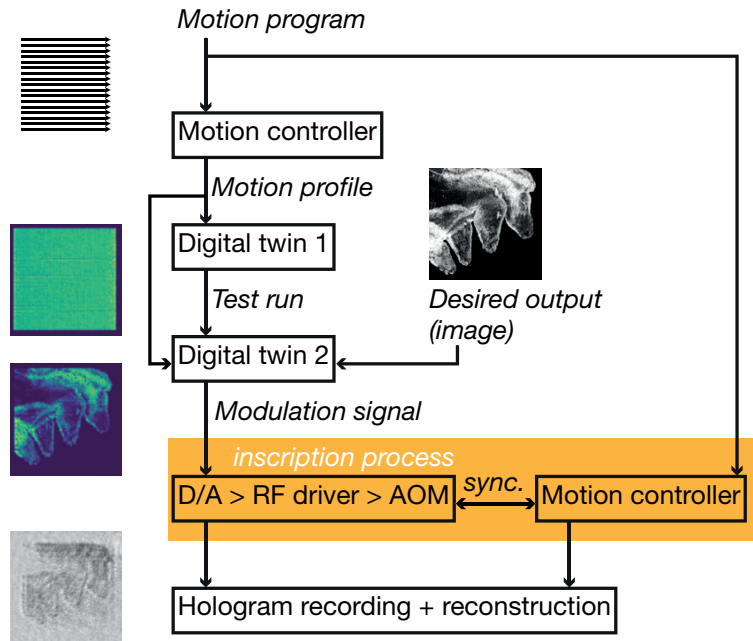 Motion program
Motion controller
Motion profile
Digital twin 1
Test run
Desired output
(image)
Digital twin 2
Modulation signal
inscription process
D/A > RF driver > AOM
sync.
Motion controller
Hologram recording + reconstruction